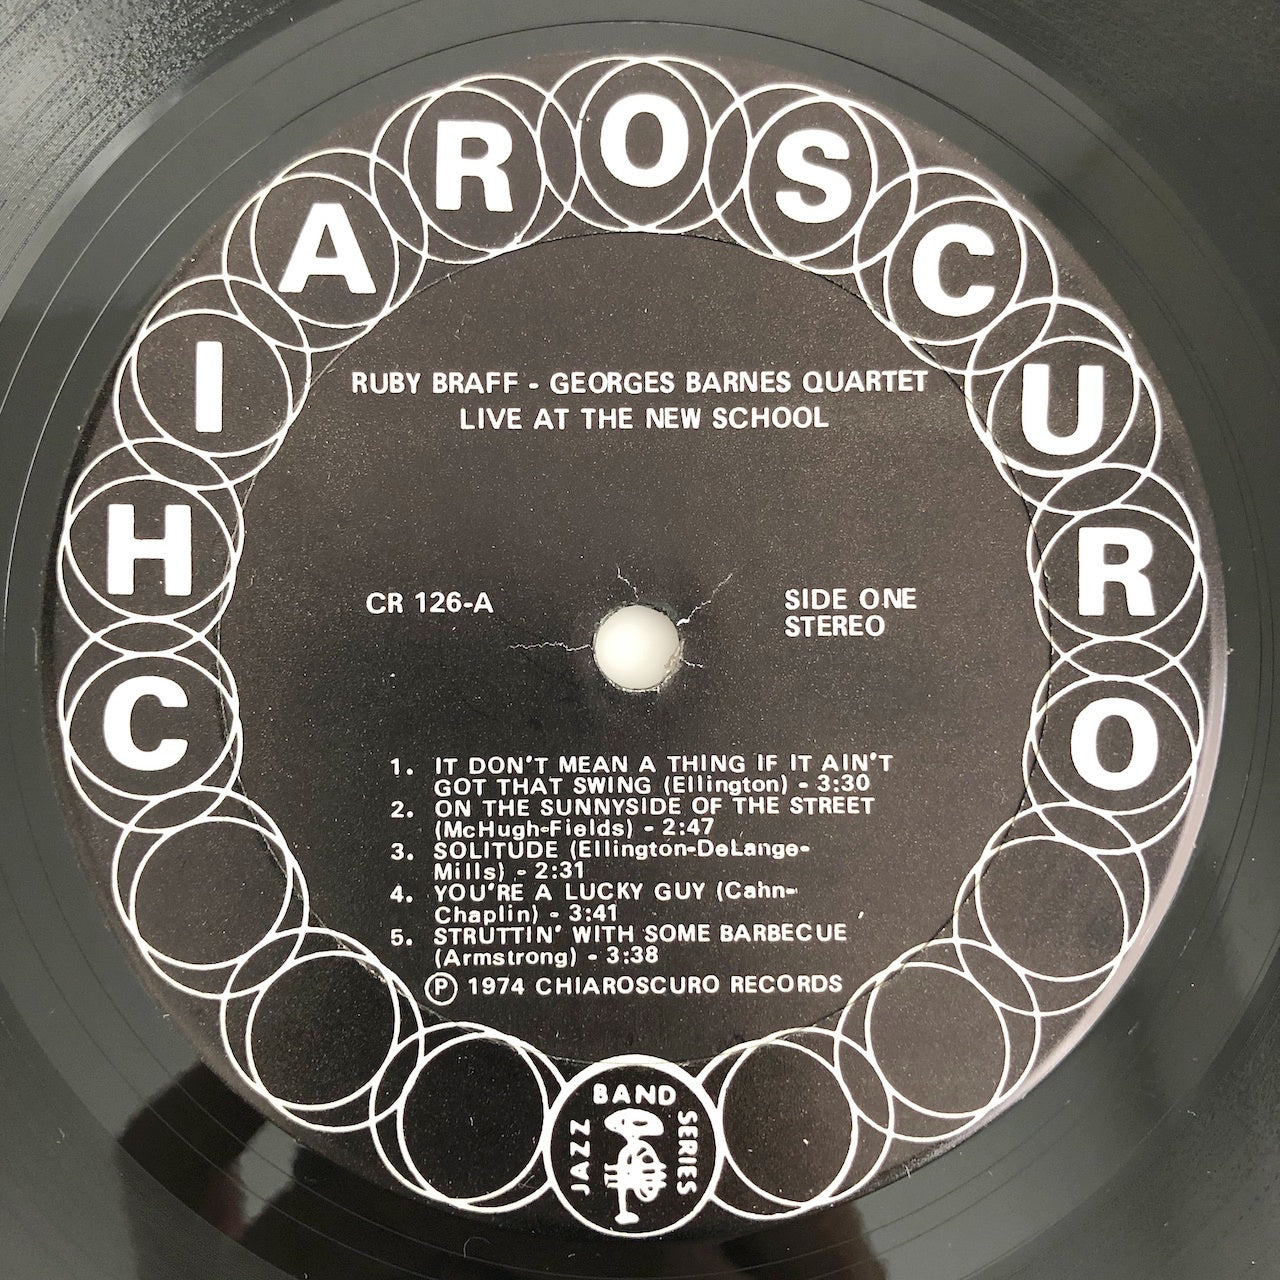 CHIAROSCURO
RUBY BRAFF - GEORGES BARNES QUARTET
LIVE AT THE NEW SCHOOL
CR 126-A
SIDE ONE
STEREO
1. IT DON'T MEAN A THING IF IT AIN'T
GOT THAT SWING (Ellington) - 3:30
2. ON THE SUNNYSIDE OF THE STREET
(McHugh-Fields) - 2:47
3. SOLITUDE (Ellington-DeLange-
Mills) - 2:31
4. YOU'RE A LUCKY GUY (Cahn-
Chaplin) - 3:41
5. STRUTTIN' WITH SOME BARBECUE
(Armstrong) - 3:38
Ⓟ 1974 CHIAROSCURO RECORDS
JAZZ BAND SERIES